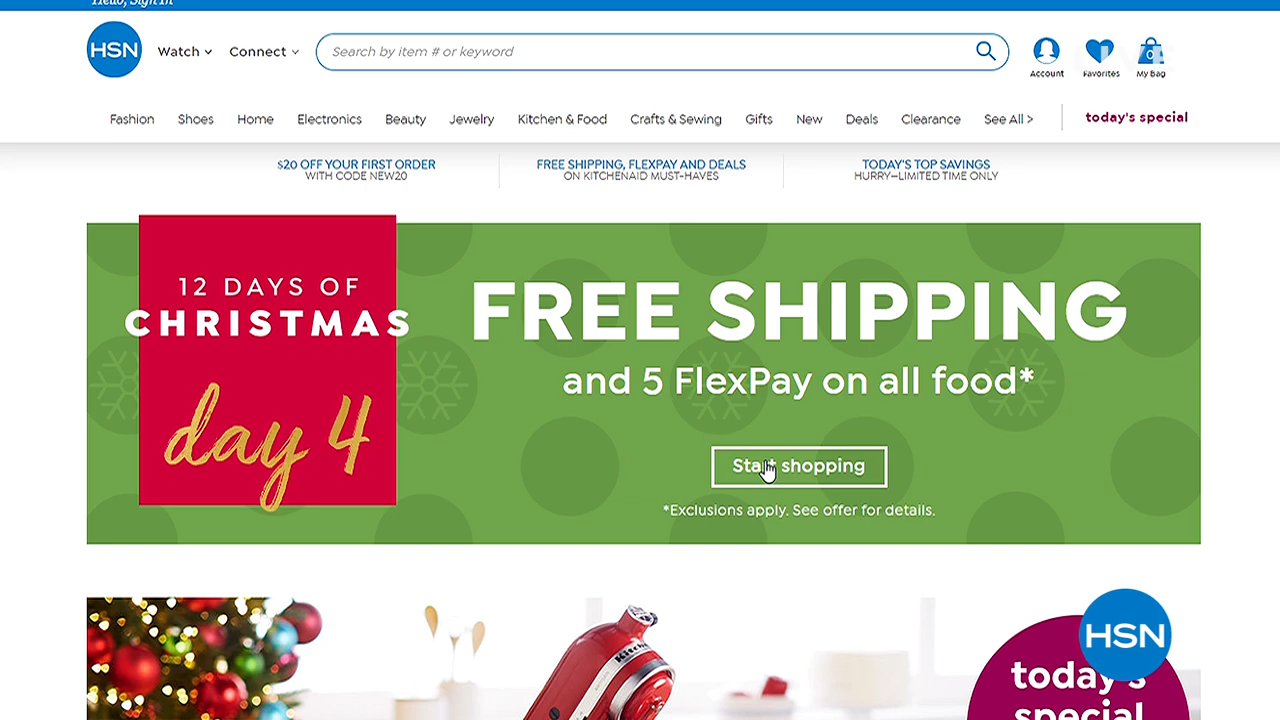 Hello, Sign In
HSN
Watch
Connect
Search by item # or keyword
Account
Favorites
0
My Bag
LIVE
Fashion
Shoes
Home
Electronics
Beauty
Jewelry
Kitchen & Food
Crafts & Sewing
Gifts
New
Deals
Clearance
See All >
today's special
$20 OFF YOUR FIRST ORDER
WITH CODE NEW20
FREE SHIPPING, FLEXPAY AND DEALS
ON KITCHENAID MUST-HAVES
TODAY'S TOP SAVINGS
HURRY—LIMITED TIME ONLY
12 DAYS OF
CHRISTMAS
day 4
FREE SHIPPING
and 5 FlexPay on all food*
Start shopping
*Exclusions apply. See offer for details.
HSN
today's
special